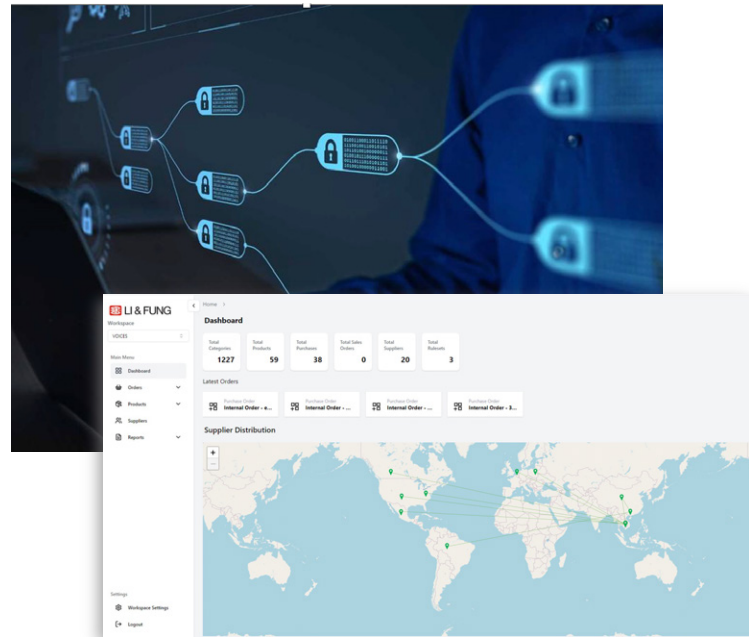 LI & FUNG
Workspace
VOGES
Main Menu
Dashboard
Orders
Products
Suppliers
Reports
Settings
Workspace Settings
Logout
Home >
Dashboard
Total Categories
1227
Total Products
59
Total Purchases
38
Total Sales Orders
0
Total Suppliers
20
Total
3
Latest Orders
Purchase Order
Internal Order - e...
Purchase Order
Internal Order - ...
Purchase Order
Internal Order - ...
Purchase Order
Internal Order - 3...
Supplier Distribution
+
−